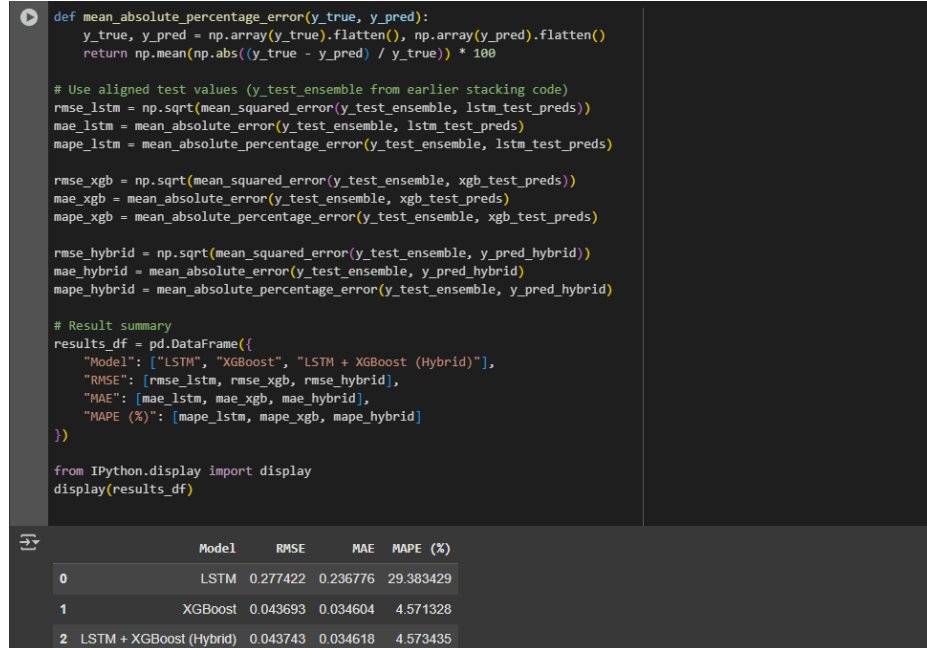 def mean_absolute_percentage_error(y_true, y_pred):
    y_true, y_pred = np.array(y_true).flatten(), np.array(y_pred).flatten()
    return np.mean(np.abs((y_true - y_pred) / y_true)) * 100

# Use aligned test values (y_test_ensemble from earlier stacking code)
rmse_lstm = np.sqrt(mean_squared_error(y_test_ensemble, lstm_test_preds))
mae_lstm = mean_absolute_error(y_test_ensemble, lstm_test_preds)
mape_lstm = mean_absolute_percentage_error(y_test_ensemble, lstm_test_preds)

rmse_xgb = np.sqrt(mean_squared_error(y_test_ensemble, xgb_test_preds))
mae_xgb = mean_absolute_error(y_test_ensemble, xgb_test_preds)
mape_xgb = mean_absolute_percentage_error(y_test_ensemble, xgb_test_preds)

rmse_hybrid = np.sqrt(mean_squared_error(y_test_ensemble, y_pred_hybrid))
mae_hybrid = mean_absolute_error(y_test_ensemble, y_pred_hybrid)
mape_hybrid = mean_absolute_percentage_error(y_test_ensemble, y_pred_hybrid)

# Result summary
results_df = pd.DataFrame({
    "Model": ["LSTM", "XGBoost", "LSTM + XGBoost (Hybrid)"],
    "RMSE": [rmse_lstm, rmse_xgb, rmse_hybrid],
    "MAE": [mae_lstm, mae_xgb, mae_hybrid],
    "MAPE (%)": [mape_lstm, mape_xgb, mape_hybrid]
})

from IPython.display import display
display(results_df)

Model RMSE MAE MAPE (%)
0 LSTM 0.277422 0.236776 29.383429
1 XGBoost 0.043693 0.034604 4.571328
2 LSTM + XGBoost (Hybrid) 0.043743 0.034618 4.573435